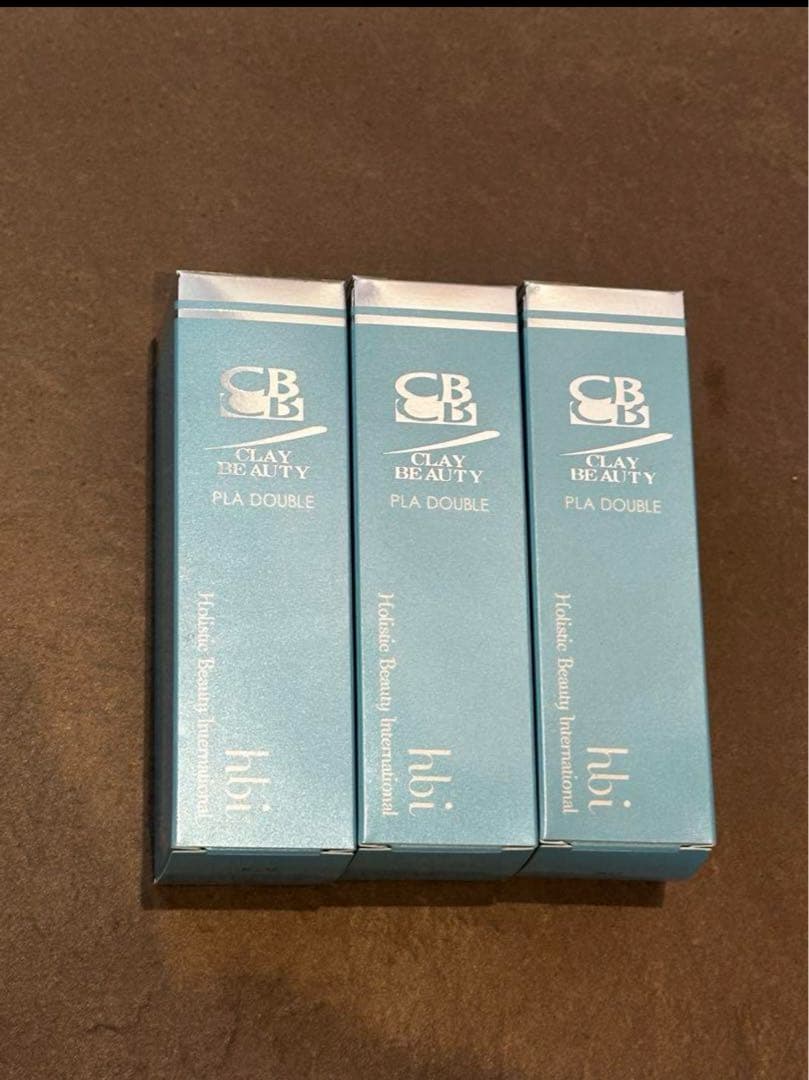 CB
CLAY
BEAUTY
PLA DOUBLE
Holistic Beauty International
hbi
CB
CLAY
BEAUTY
PLA DOUBLE
Holistic Beauty International
hbi
CB
CLAY
BEAUTY
PLA DOUBLE
Holistic Beauty International
hbi